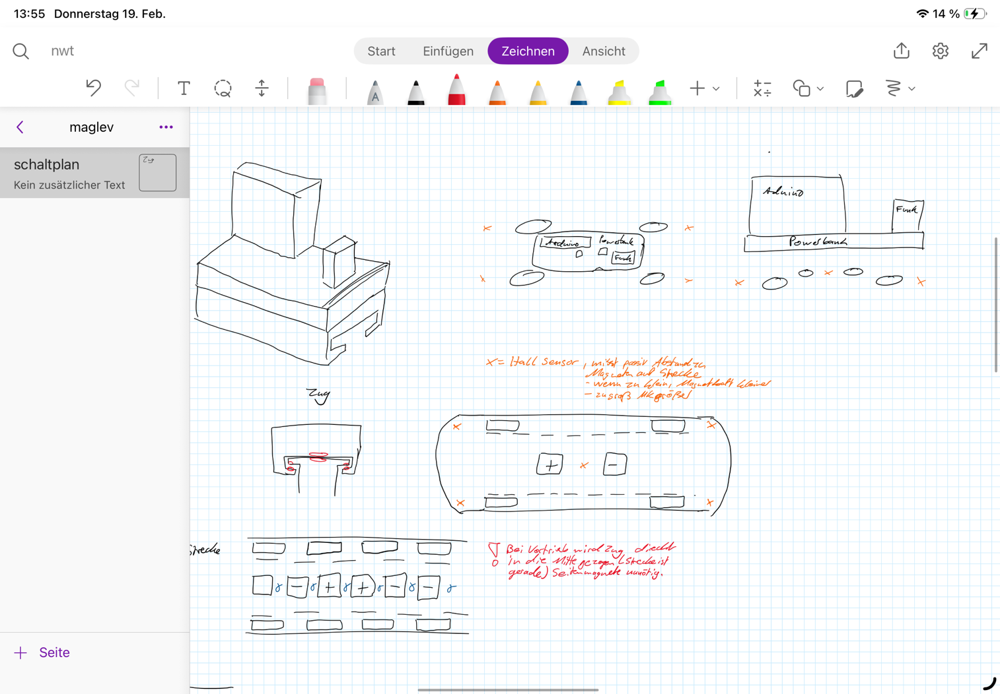 13:55 Donnerstag 19. Feb.
14 %
nwt
Start
Einfügen
Zeichnen
Ansicht
T
A
maglev
schaltplan
Zug
Kein zusätzlicher Text
Aduino
Funk
Powerbank
Arduino
Powerbank
Funk
x = Hall Sensor, misst passiv Abstand zu
Magneten auf Strecke
- wenn zu klein, Magnetkraft kleiner
- zu groß MK größer
Zug
+ x -
Strecke
- + + - -
Bei Vortrieb wird Zug direkt
in die Mitte gezogen (Strecke ist
gerade) Seitenmagnete unnötig.
+ Seite